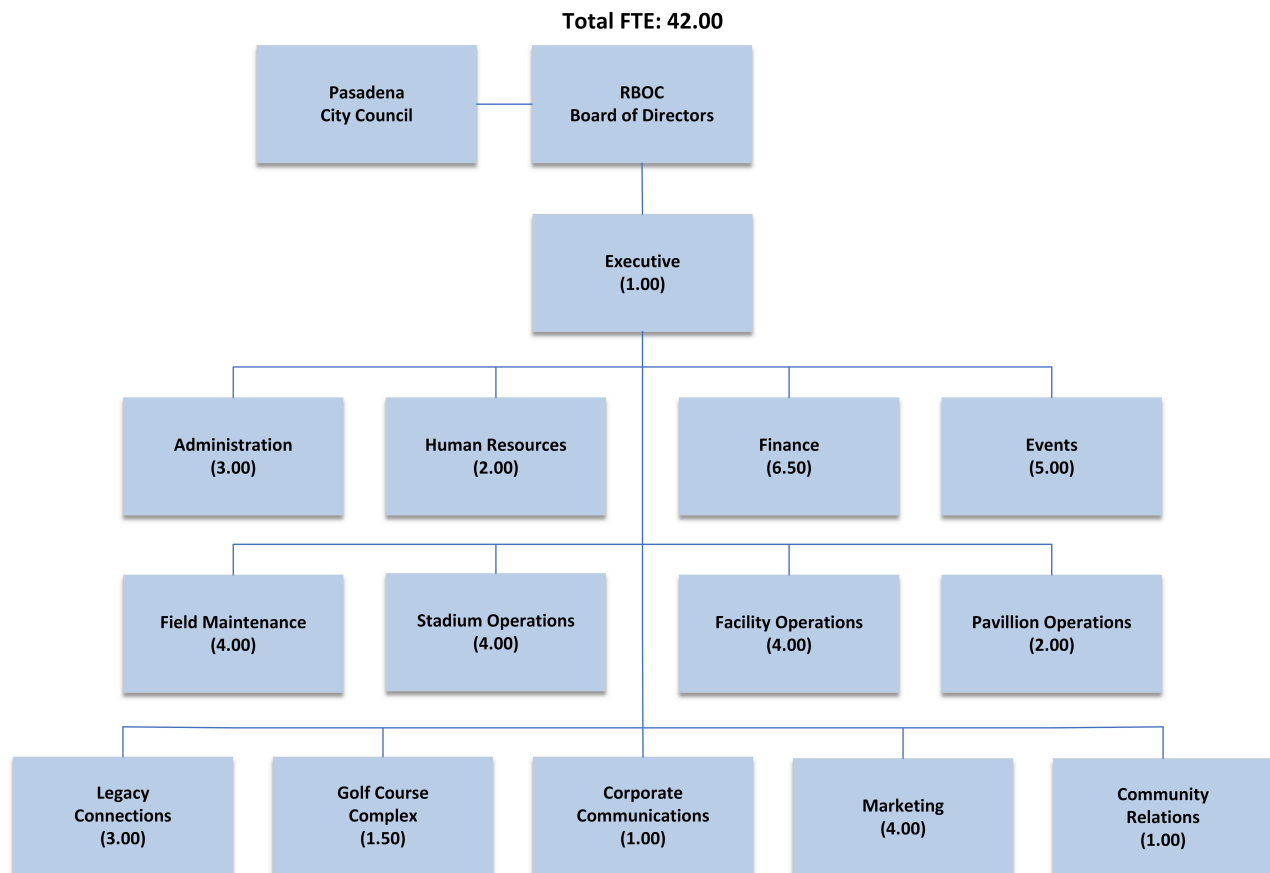 Total FTE: 42.00
Pasadena
City Council
RBOC
Board of Directors
Executive
(1.00)
Administration
(3.00)
Human Resources
(2.00)
Finance
(6.50)
Events
(5.00)
Field Maintenance
(4.00)
Stadium Operations
(4.00)
Facility Operations
(4.00)
Pavillion Operations
(2.00)
Legacy
Connections
(3.00)
Golf Course
Complex
(1.50)
Corporate
Communications
(1.00)
Marketing
(4.00)
Community
Relations
(1.00)